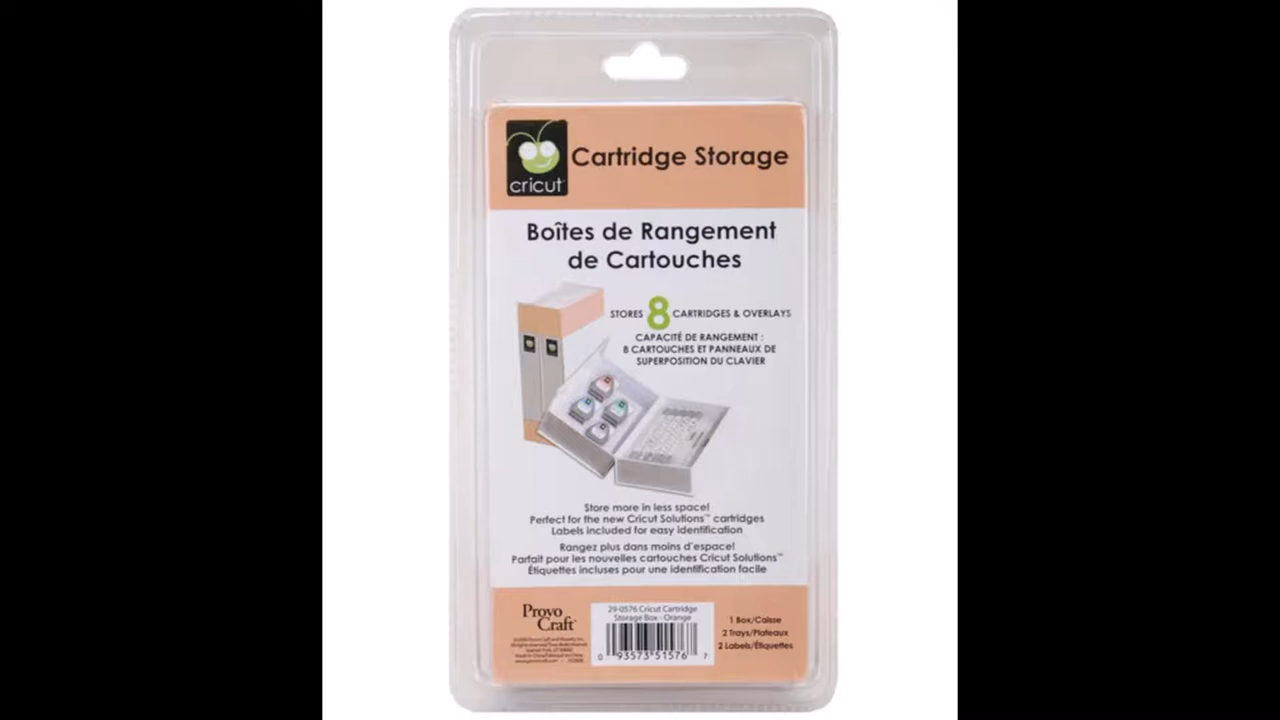 cricut
Cartridge Storage
Boîtes de Rangement
de Cartouches
STORES 8 CARTRIDGES & OVERLAYS
CAPACITÉ DE RANGEMENT :
8 CARTOUCHES ET PANNEAUX DE
SUPERPOSITION DU CLAVIER
Store more in less space!
Perfect for the new Cricut Solutions™ cartridges
Labels included for easy identification
Rangez plus dans moins d'espace!
Parfait pour les nouvelles cartouches Cricut Solutions™
Étiquettes incluses pour une identification facile
Provo
Craft
29-0576 Cricut Cartridge
Storage Box - Orange
0 93573 51576 7
1 Box/Caisse
2 Trays/Plateaux
2 Labels/Étiquettes